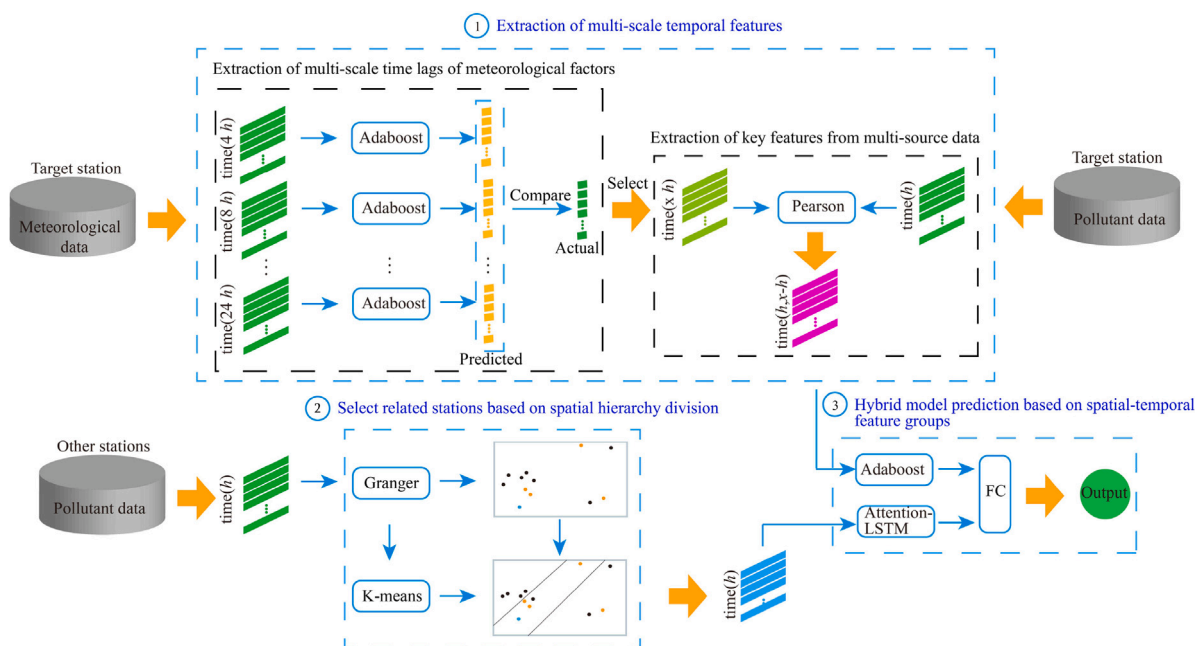 1 Extraction of multi-scale temporal features
Extraction of multi-scale time lags of meteorological factors
Target station
Meteorological
data
time(4 h)
Adaboost
time(8 h)
Adaboost
time(24 h)
Adaboost
Predicted
Compare
Actual
Select
Extraction of key features from multi-source data
time(x h)
Pearson
time(h)
time(h,x-h)
Target station
Pollutant data
2 Select related stations based on spatial hierarchy division
Other stations
Pollutant data
time(h)
Granger
K-means
time(h)
3 Hybrid model prediction based on spatial-temporal
feature groups
Adaboost
Attention-
LSTM
FC
Output